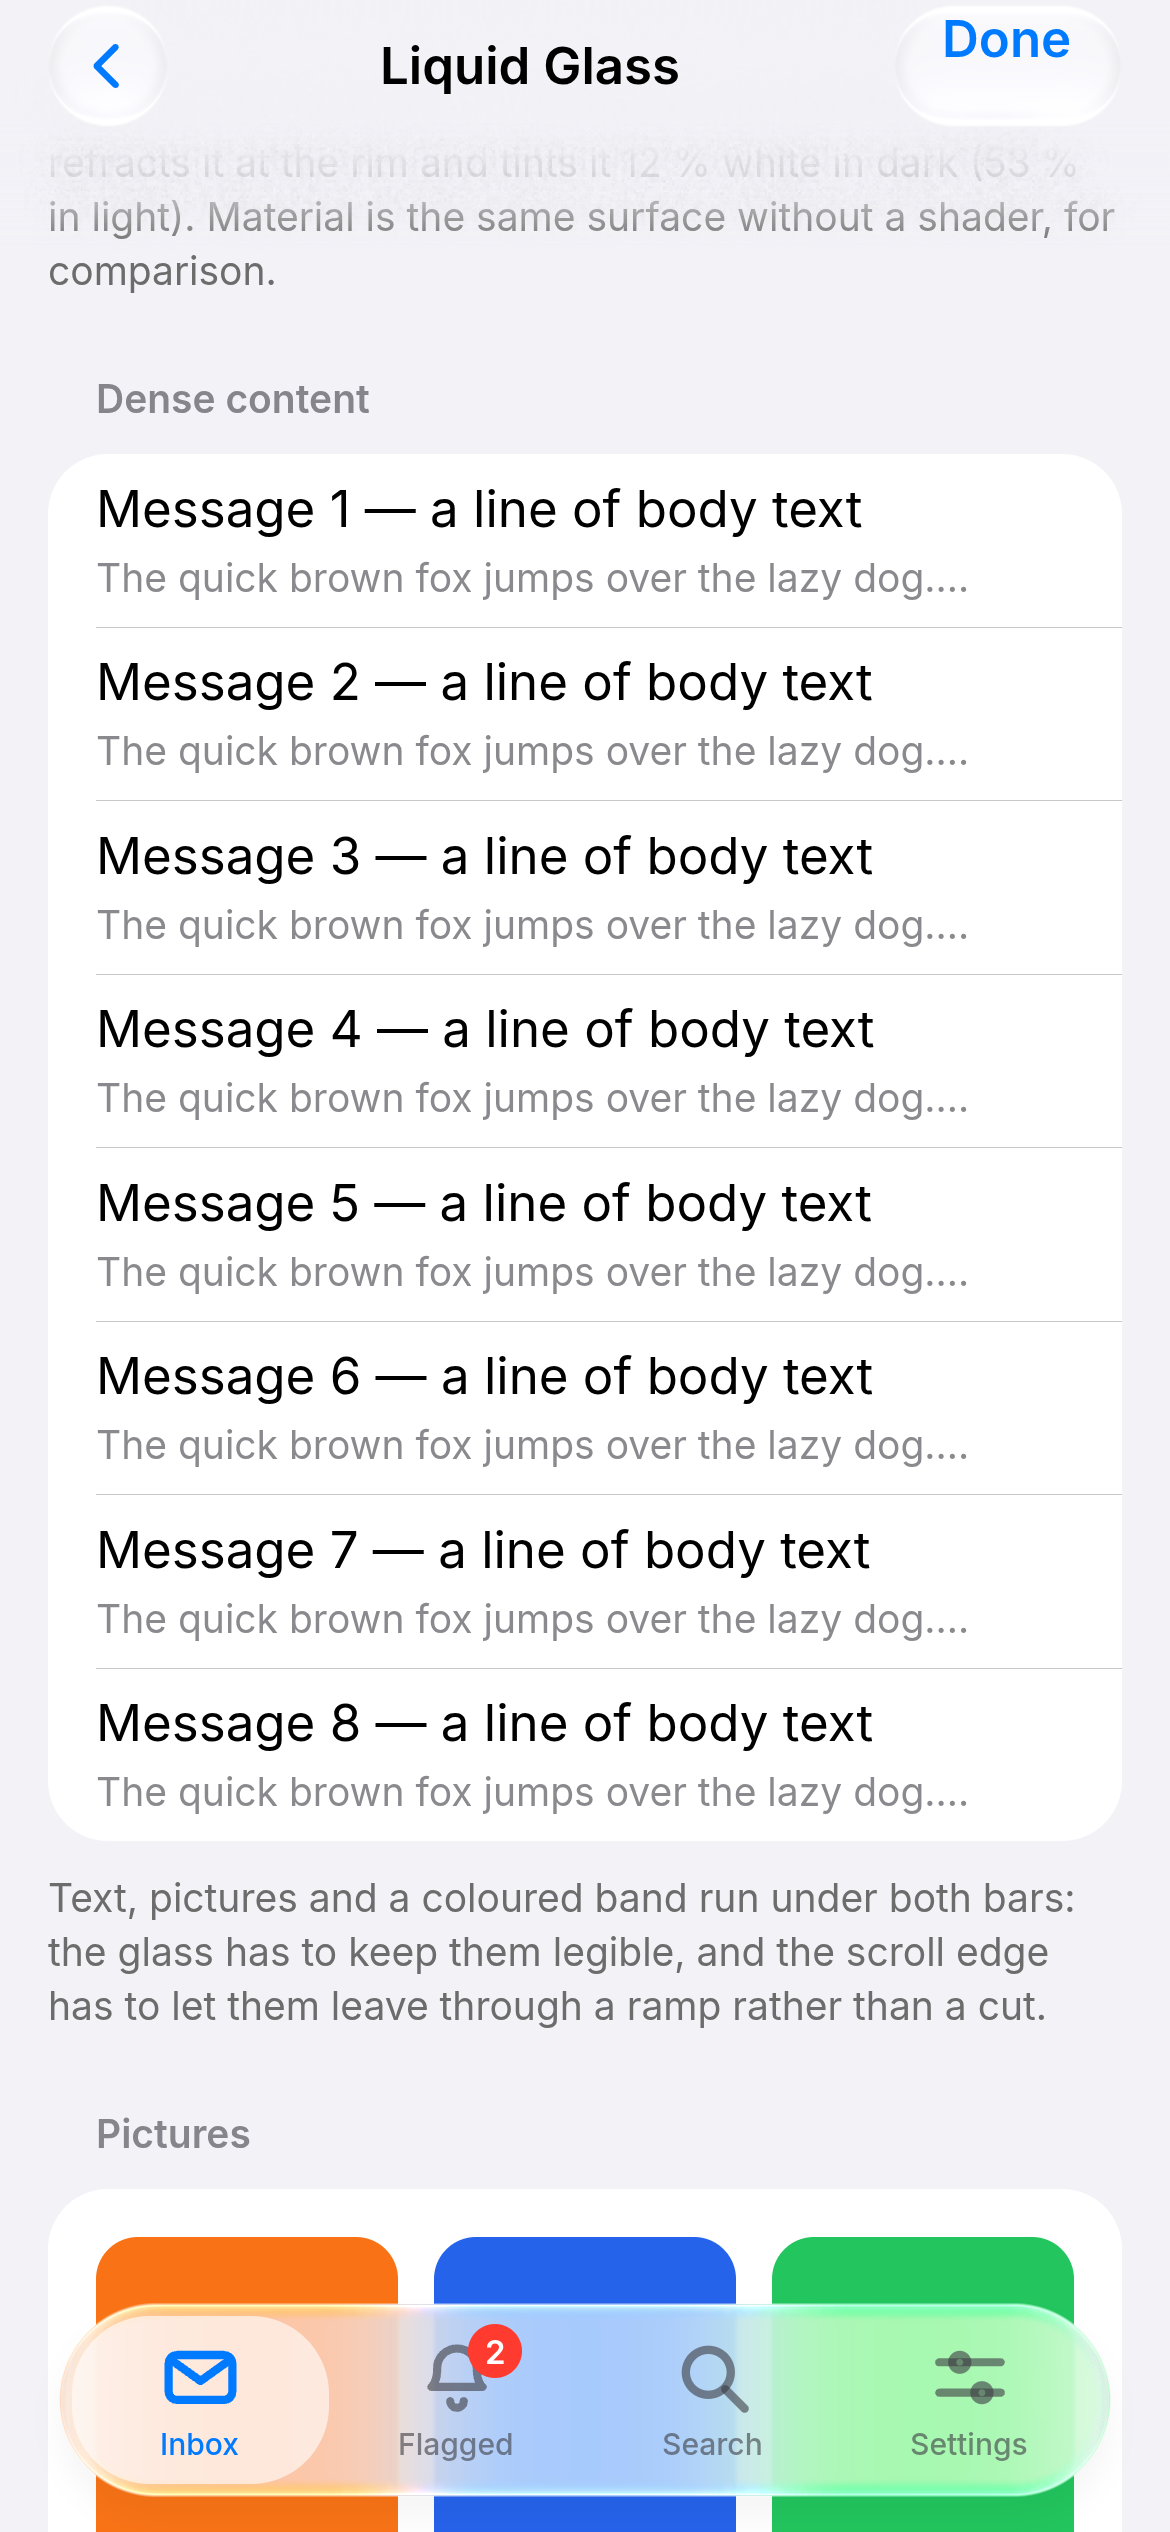 Liquid Glass
Done
refracts it at the rim and tints it 12 % white in dark (53 %
in light). Material is the same surface without a shader, for
comparison.
Dense content
Message 1 — a line of body text
The quick brown fox jumps over the lazy dog....
Message 2 — a line of body text
The quick brown fox jumps over the lazy dog....
Message 3 — a line of body text
The quick brown fox jumps over the lazy dog....
Message 4 — a line of body text
The quick brown fox jumps over the lazy dog....
Message 5 — a line of body text
The quick brown fox jumps over the lazy dog....
Message 6 — a line of body text
The quick brown fox jumps over the lazy dog....
Message 7 — a line of body text
The quick brown fox jumps over the lazy dog....
Message 8 — a line of body text
The quick brown fox jumps over the lazy dog....
Text, pictures and a coloured band run under both bars:
the glass has to keep them legible, and the scroll edge
has to let them leave through a ramp rather than a cut.
Pictures
2
Inbox
Flagged
Search
Settings